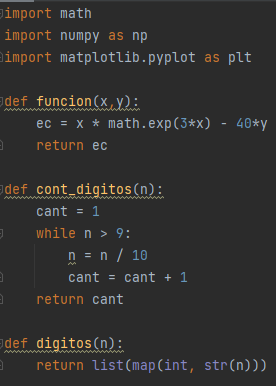 import math
import numpy as np
import matplotlib.pyplot as plt
def funcion(x,y):
ec = x * math.exp(3*x) - 40*y
return ec
def cont_digitos(n):
cant = 1
while n > 9:
n = n / 10
cant = cant + 1
return cant
def digitos(n):
return list(map(int, str(n)))